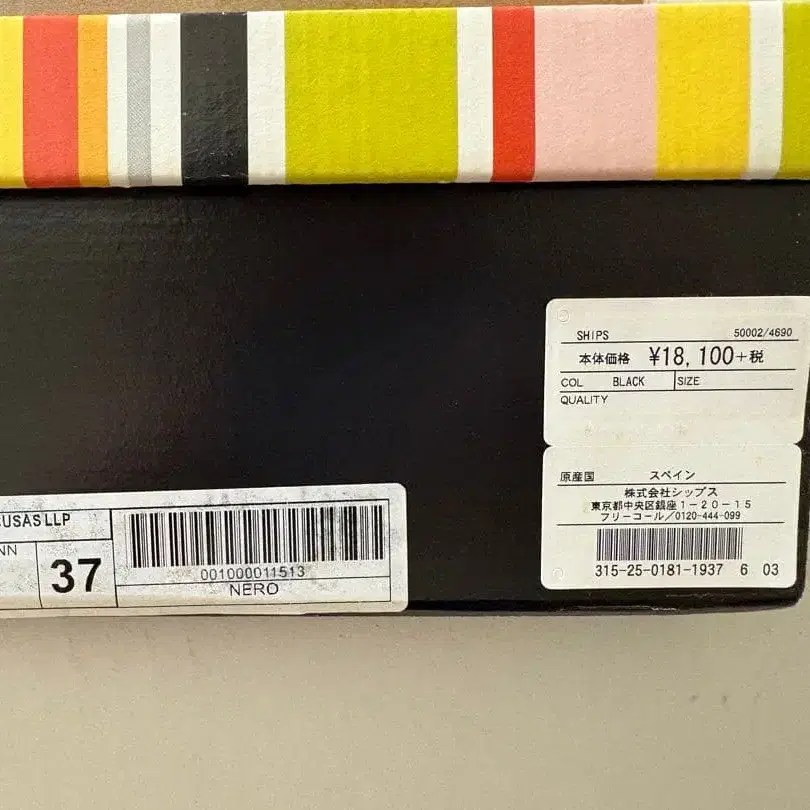 SHIPS 50002/4690
本体価格 ¥18,100+税
COL BLACK SIZE
QUALITY
原産国 スペイン
株式会社シップス
東京都中央区銀座1-20-15
フリーコール/0120-444-099
315-25-0181-1937 6 03
USAS LLP
NN
37
001000011513
NERO